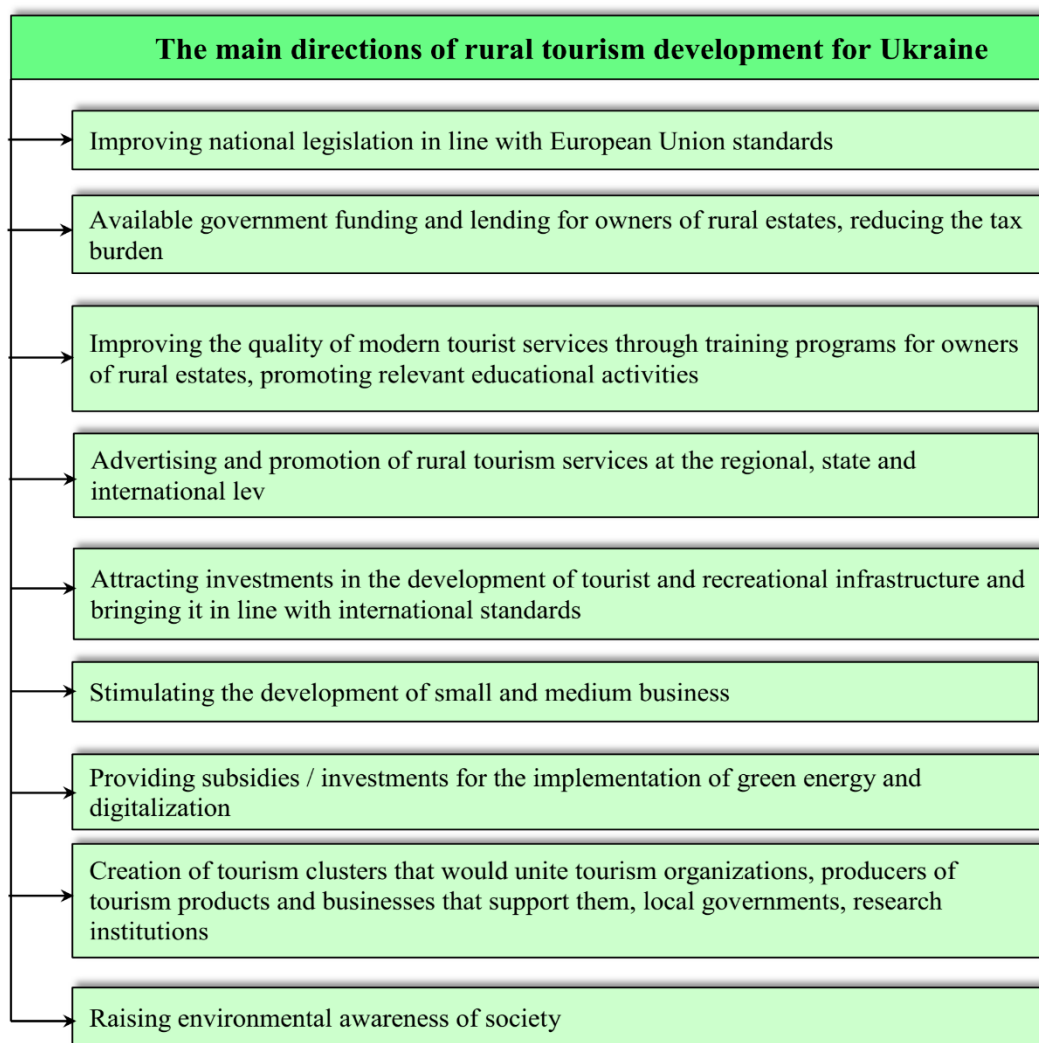 The main directions of rural tourism development for Ukraine
Improving national legislation in line with European Union standards
Available government funding and lending for owners of rural estates, reducing the tax
burden
Improving the quality of modern tourist services through training programs for owners
of rural estates, promoting relevant educational activities
Advertising and promotion of rural tourism services at the regional, state and
international lev
Attracting investments in the development of tourist and recreational infrastructure and
bringing it in line with international standards
Stimulating the development of small and medium business
Providing subsidies / investments for the implementation of green energy and
digitalization
Creation of tourism clusters that would unite tourism organizations, producers of
tourism products and businesses that support them, local governments, research
institutions
Raising environmental awareness of society